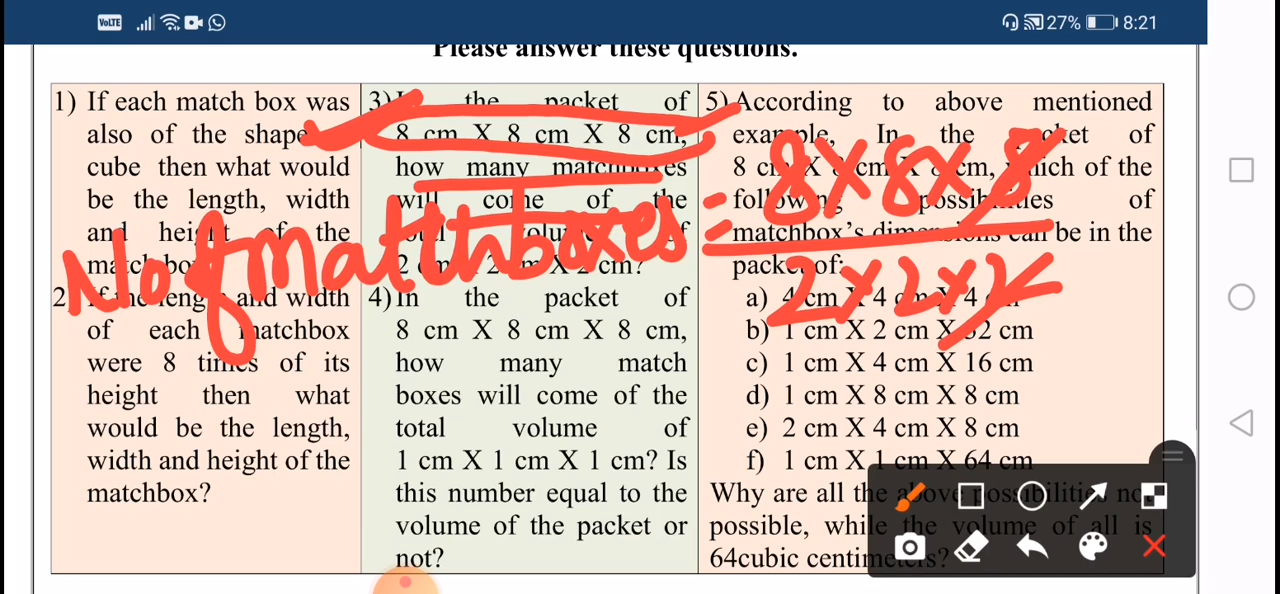 VoLTE 27% 8:21
Please answer these questions.
1) If each match box was
also of the shape
cube then what would
be the length, width
and height of the
matchbox
2) If the length and width
of each matchbox
were 8 times of its
height then what
would be the length,
width and height of the
matchbox?
3) In the packet of
8 cm X 8 cm X 8 cm,
how many matchboxes
will come of the
total volume of
2 cm X 2 cm X 2 cm?
4) In the packet of
8 cm X 8 cm X 8 cm,
how many match
boxes will come of the
total volume of
1 cm X 1 cm X 1 cm? Is
this number equal to the
volume of the packet or
not?
5) According to above mentioned
example, In the packet of
8 cm X 8 cm X 8 cm, which of the
following possibilities of
matchbox's dimensions can be in the
packet of:
a) 4 cm X 4 cm X 4 cm
b) 1 cm X 2 cm X 32 cm
c) 1 cm X 4 cm X 16 cm
d) 1 cm X 8 cm X 8 cm
e) 2 cm X 4 cm X 8 cm
f) 1 cm X 1 cm X 64 cm
Why are all the above possibilities not
possible, while the volume of all is
64cubic centimeters?
No of matchboxes = 8 X 8 X 8
2 X 2 X 2